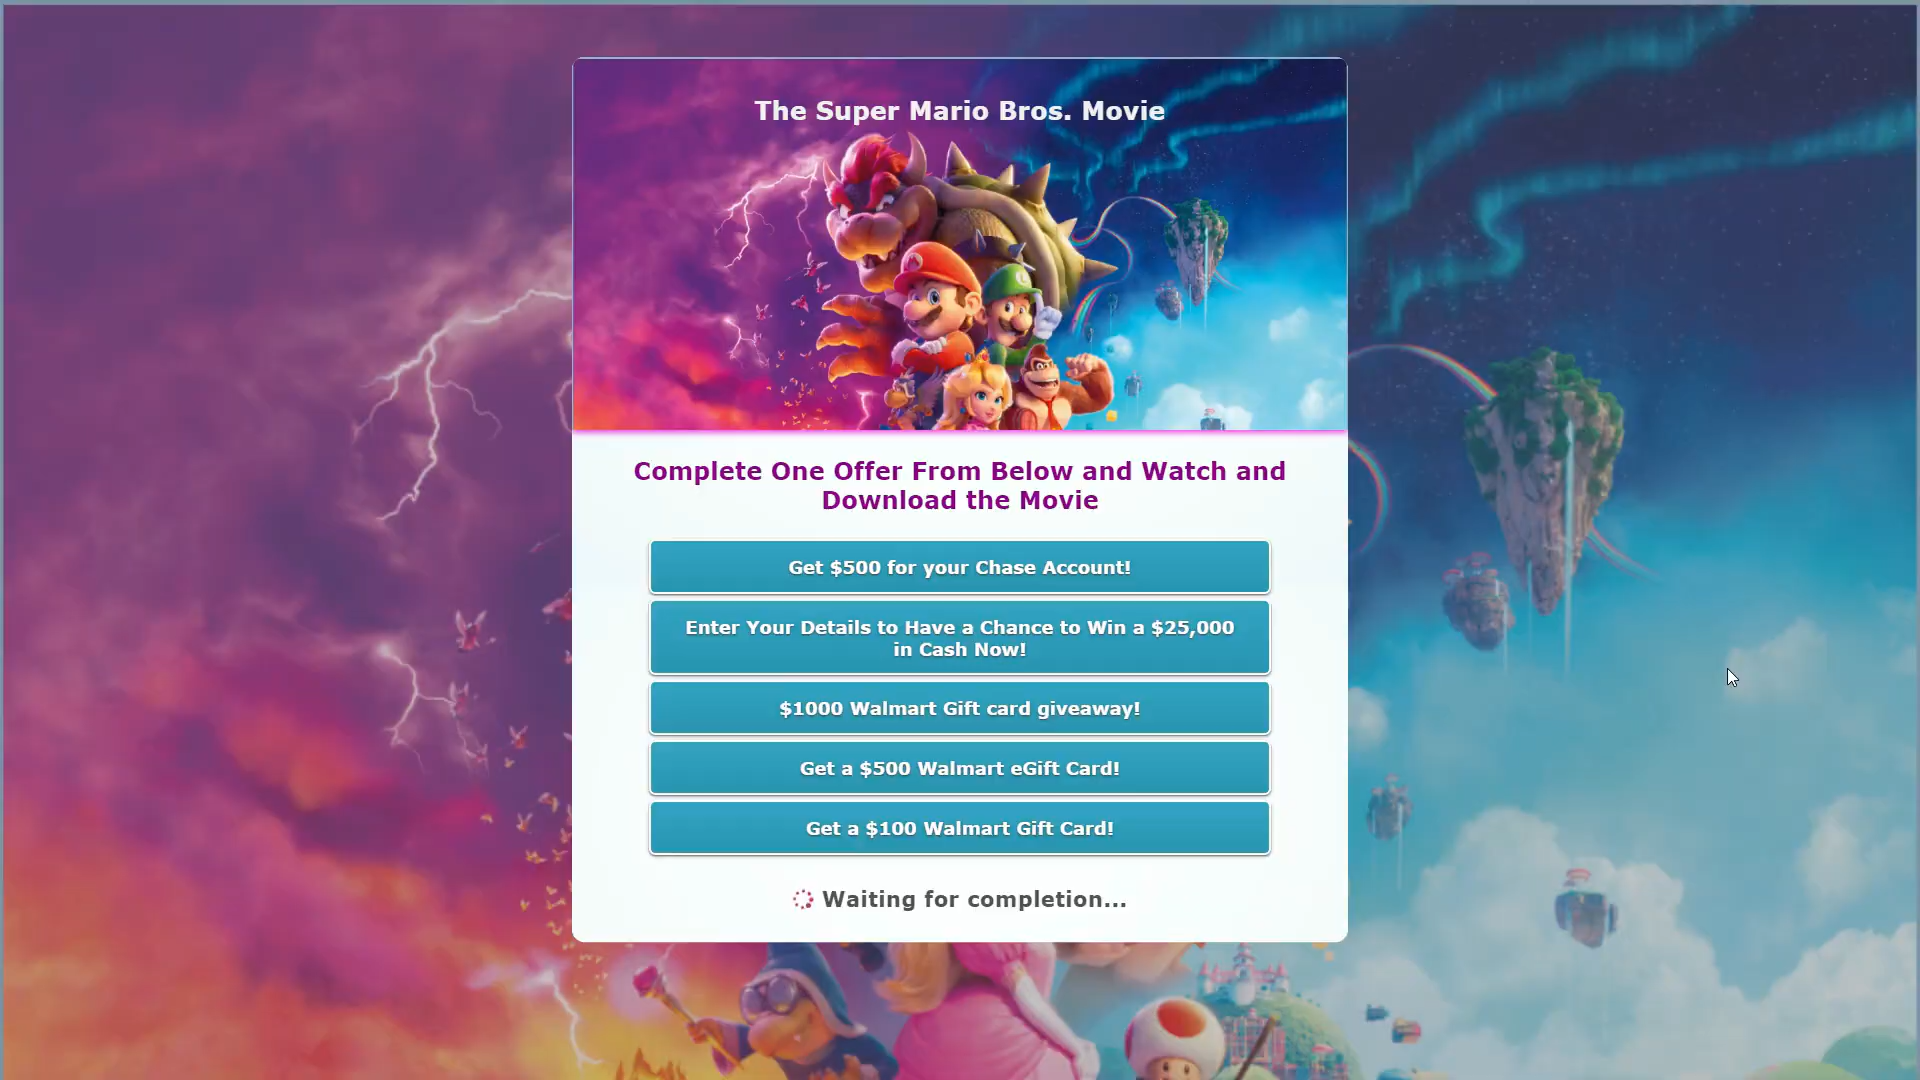 The Super Mario Bros. Movie
Complete One Offer From Below and Watch and
Download the Movie
Get $500 for your Chase Account!
Enter Your Details to Have a Chance to Win a $25,000
in Cash Now!
$1000 Walmart Gift card giveaway!
Get a $500 Walmart eGift Card!
Get a $100 Walmart Gift Card!
Waiting for completion...